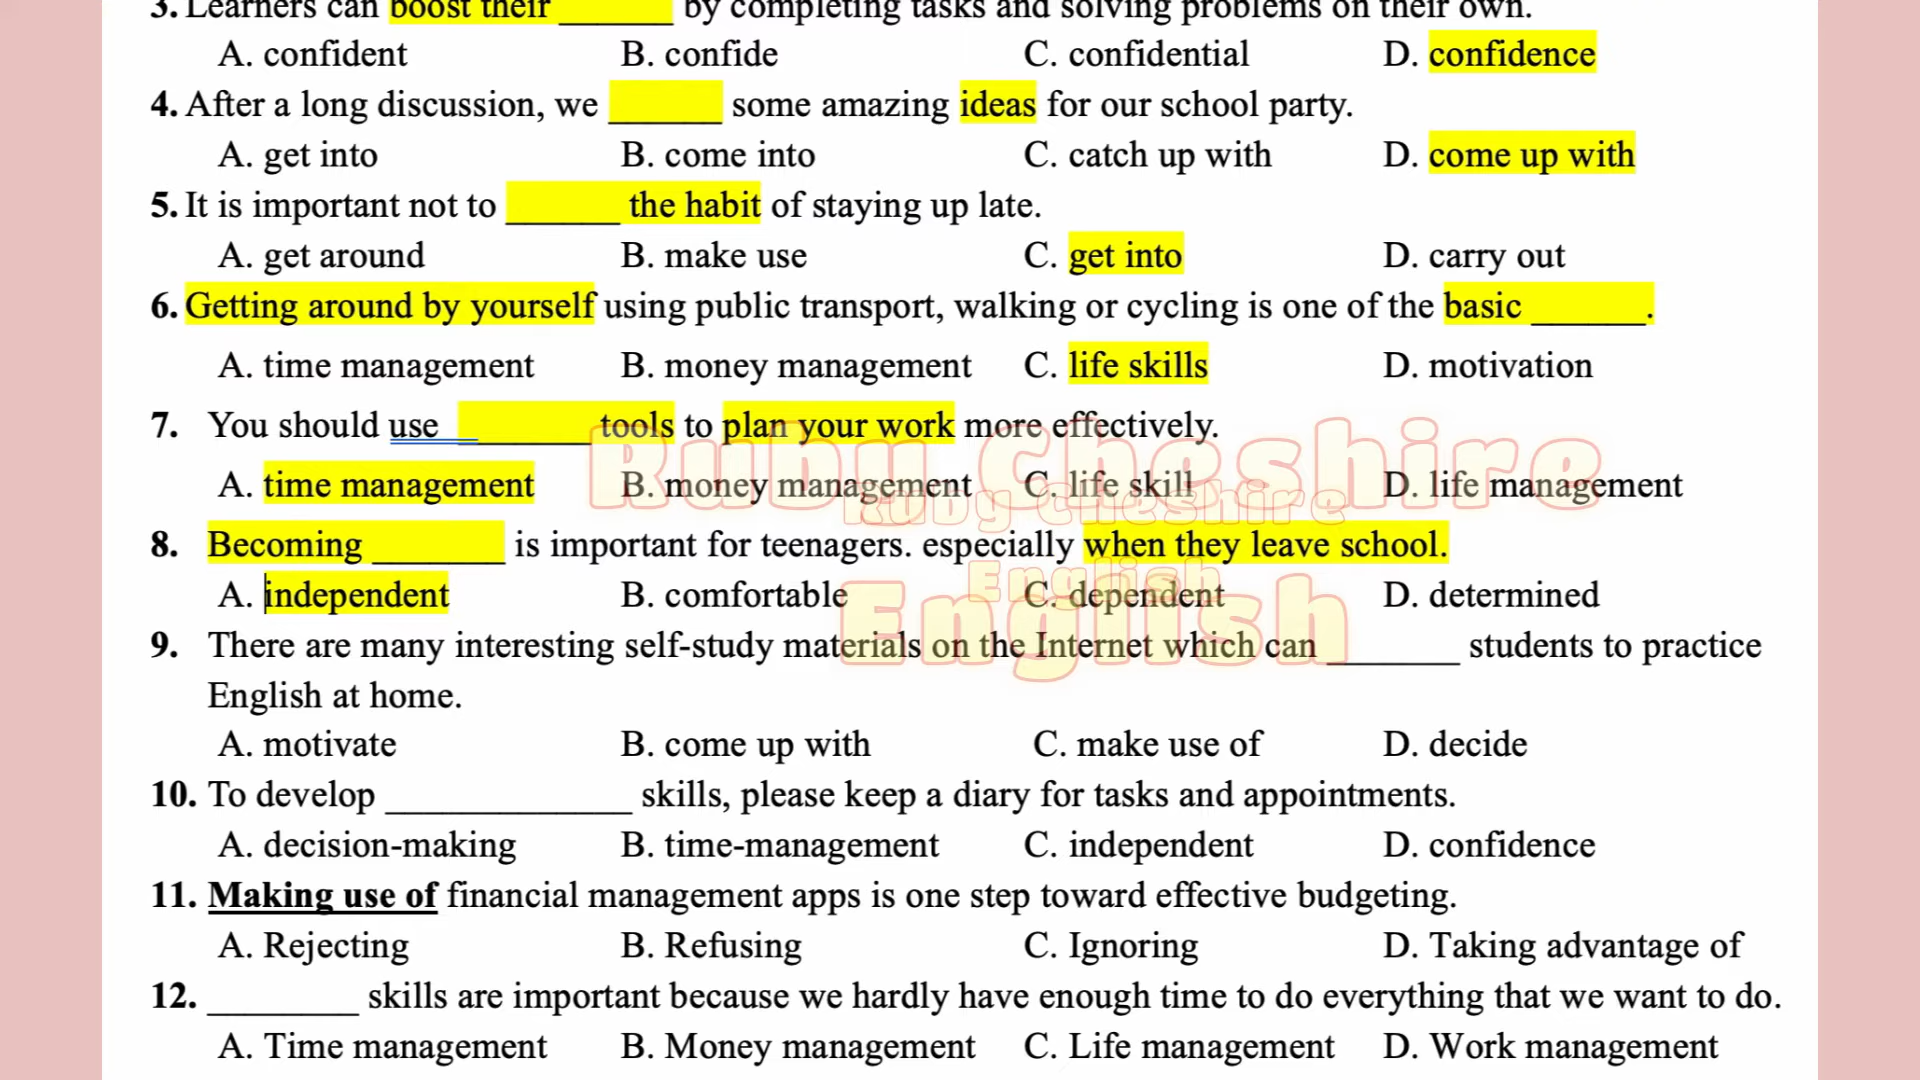 3. Learners can boost their ______ by completing tasks and solving problems on their own.
A. confident B. confide C. confidential D. confidence
4. After a long discussion, we ______ some amazing ideas for our school party.
A. get into B. come into C. catch up with D. come up with
5. It is important not to ______ the habit of staying up late.
A. get around B. make use C. get into D. carry out
6. Getting around by yourself using public transport, walking or cycling is one of the basic ______.
A. time management B. money management C. life skills D. motivation
7. You should use ________ tools to plan your work more effectively.
A. time management B. money management C. life skill D. life management
8. Becoming _______ is important for teenagers. especially when they leave school.
A. independent B. comfortable C. dependent D. determined
9. There are many interesting self-study materials on the Internet which can _______ students to practice
English at home.
A. motivate B. come up with C. make use of D. decide
10. To develop _____________ skills, please keep a diary for tasks and appointments.
A. decision-making B. time-management C. independent D. confidence
11. Making use of financial management apps is one step toward effective budgeting.
A. Rejecting B. Refusing C. Ignoring D. Taking advantage of
12. ________ skills are important because we hardly have enough time to do everything that we want to do.
A. Time management B. Money management C. Life management D. Work management
Ruby Cheshire
Ruby Cheshire
English
English